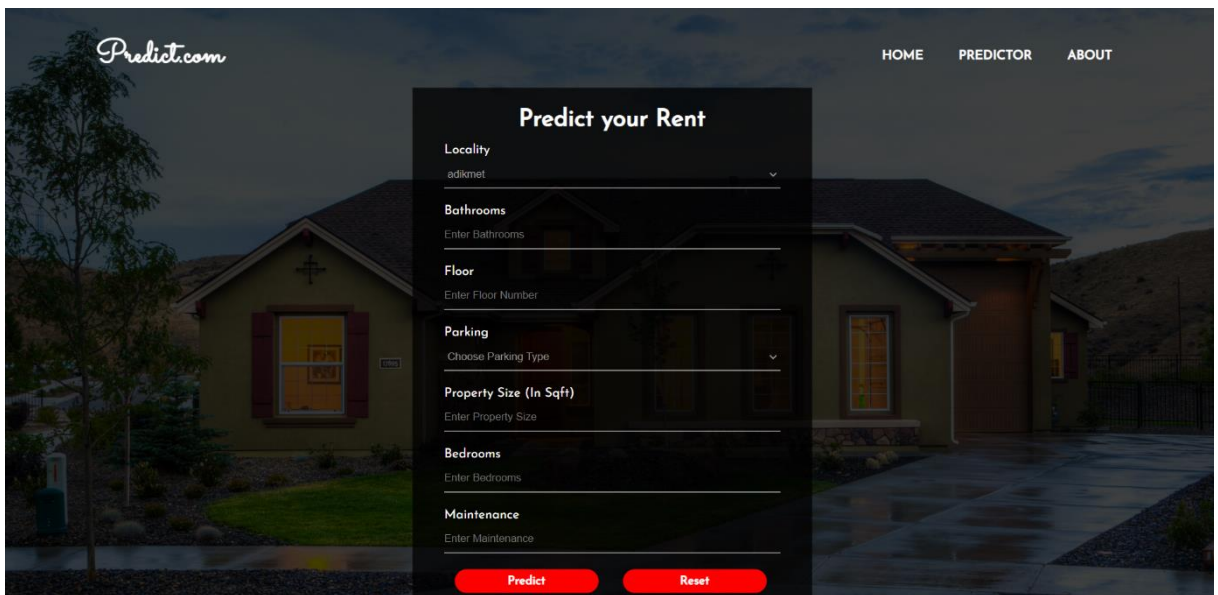 Predict.com
HOME PREDICTOR ABOUT
Predict your Rent
Locality
adikmet
Bathrooms
Enter Bathrooms
Floor
Enter Floor Number
Parking
Choose Parking Type
Property Size (In Sqft)
Enter Property Size
Bedrooms
Enter Bedrooms
Maintenance
Enter Maintenance
Predict Reset